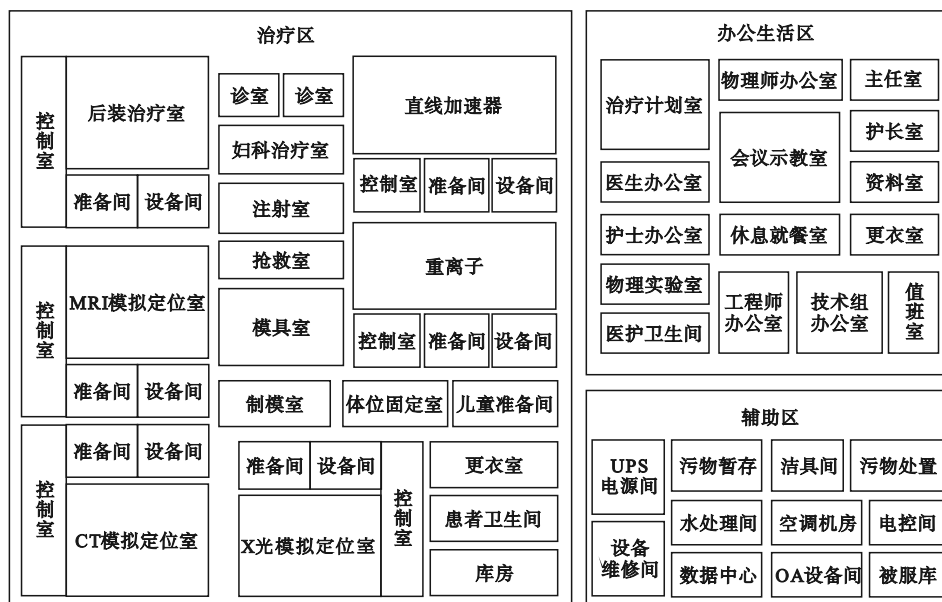 治疗区
控制室
后装治疗室
准备间
设备间
控制室
MRI模拟定位室
准备间
设备间
控制室
准备间
设备间
CT模拟定位室
诊室
诊室
妇科治疗室
注射室
抢救室
模具室
直线加速器
控制室
准备间
设备间
重离子
控制室
准备间
设备间
制模室
体位固定室
儿童准备间
准备间
设备间
控制室
X光模拟定位室
更衣室
患者卫生间
库房
办公生活区
治疗计划室
物理师办公室
主任室
会议示教室
护长室
医生办公室
资料室
护士办公室
休息就餐室
更衣室
物理实验室
医护卫生间
工程师
办公室
技术组
办公室
值班室
辅助区
UPS
电源间
污物暂存
洁具间
污物处置
设备
维修间
水处理间
空调机房
电控间
数据中心
OA设备间
被服库